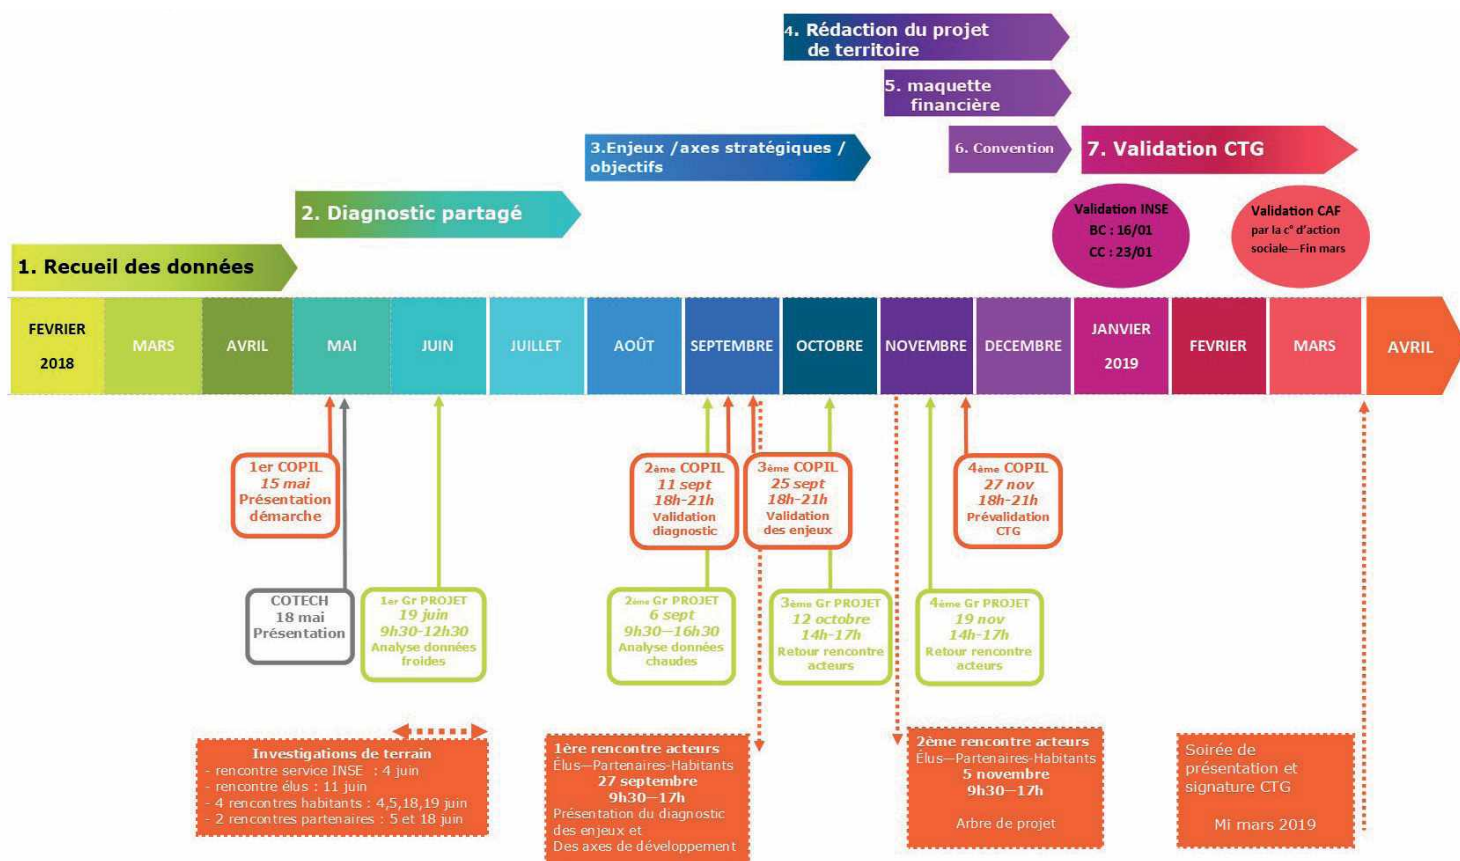 4. Rédaction du projet
de territoire
5. maquette
financière
3.Enjeux /axes stratégiques /
objectifs
6. Convention
7. Validation CTG
2. Diagnostic partagé
Validation INSE
BC : 16/01
CC : 23/01
Validation CAF
par la c° d'action
sociale—Fin mars
1. Recueil des données
FEVRIER
2018
MARS
AVRIL
MAI
JUIN
JUILLET
AOÛT
SEPTEMBRE
OCTOBRE
NOVEMBRE
DECEMBRE
JANVIER
2019
FEVRIER
MARS
AVRIL
1er COPIL
15 mai
Présentation
démarche
2ème COPIL
11 sept
18h-21h
Validation
diagnostic
3ème COPIL
25 sept
18h-21h
Validation
des enjeux
4ème COPIL
27 nov
18h-21h
Prévalidation
CTG
COTECH
18 mai
Présentation
1er Gr PROJET
19 juin
9h30-12h30
Analyse données
froides
2ème Gr PROJET
6 sept
9h30—16h30
Analyse données
chaudes
3ème Gr PROJET
12 octobre
14h-17h
Retour rencontre
acteurs
4ème Gr PROJET
19 nov
14h-17h
Retour rencontre
acteurs
Investigations de terrain
- rencontre service INSE : 4 juin
- rencontre élus : 11 juin
- 4 rencontres habitants : 4,5,18,19 juin
- 2 rencontres partenaires : 5 et 18 juin
1ère rencontre acteurs
Élus—Partenaires-Habitants
27 septembre
9h30—17h
Présentation du diagnostic
des enjeux et
Des axes de développement
2ème rencontre acteurs
Élus—Partenaires-Habitants
5 novembre
9h30—17h
Arbre de projet
Soirée de
présentation et
signature CTG
Mi mars 2019